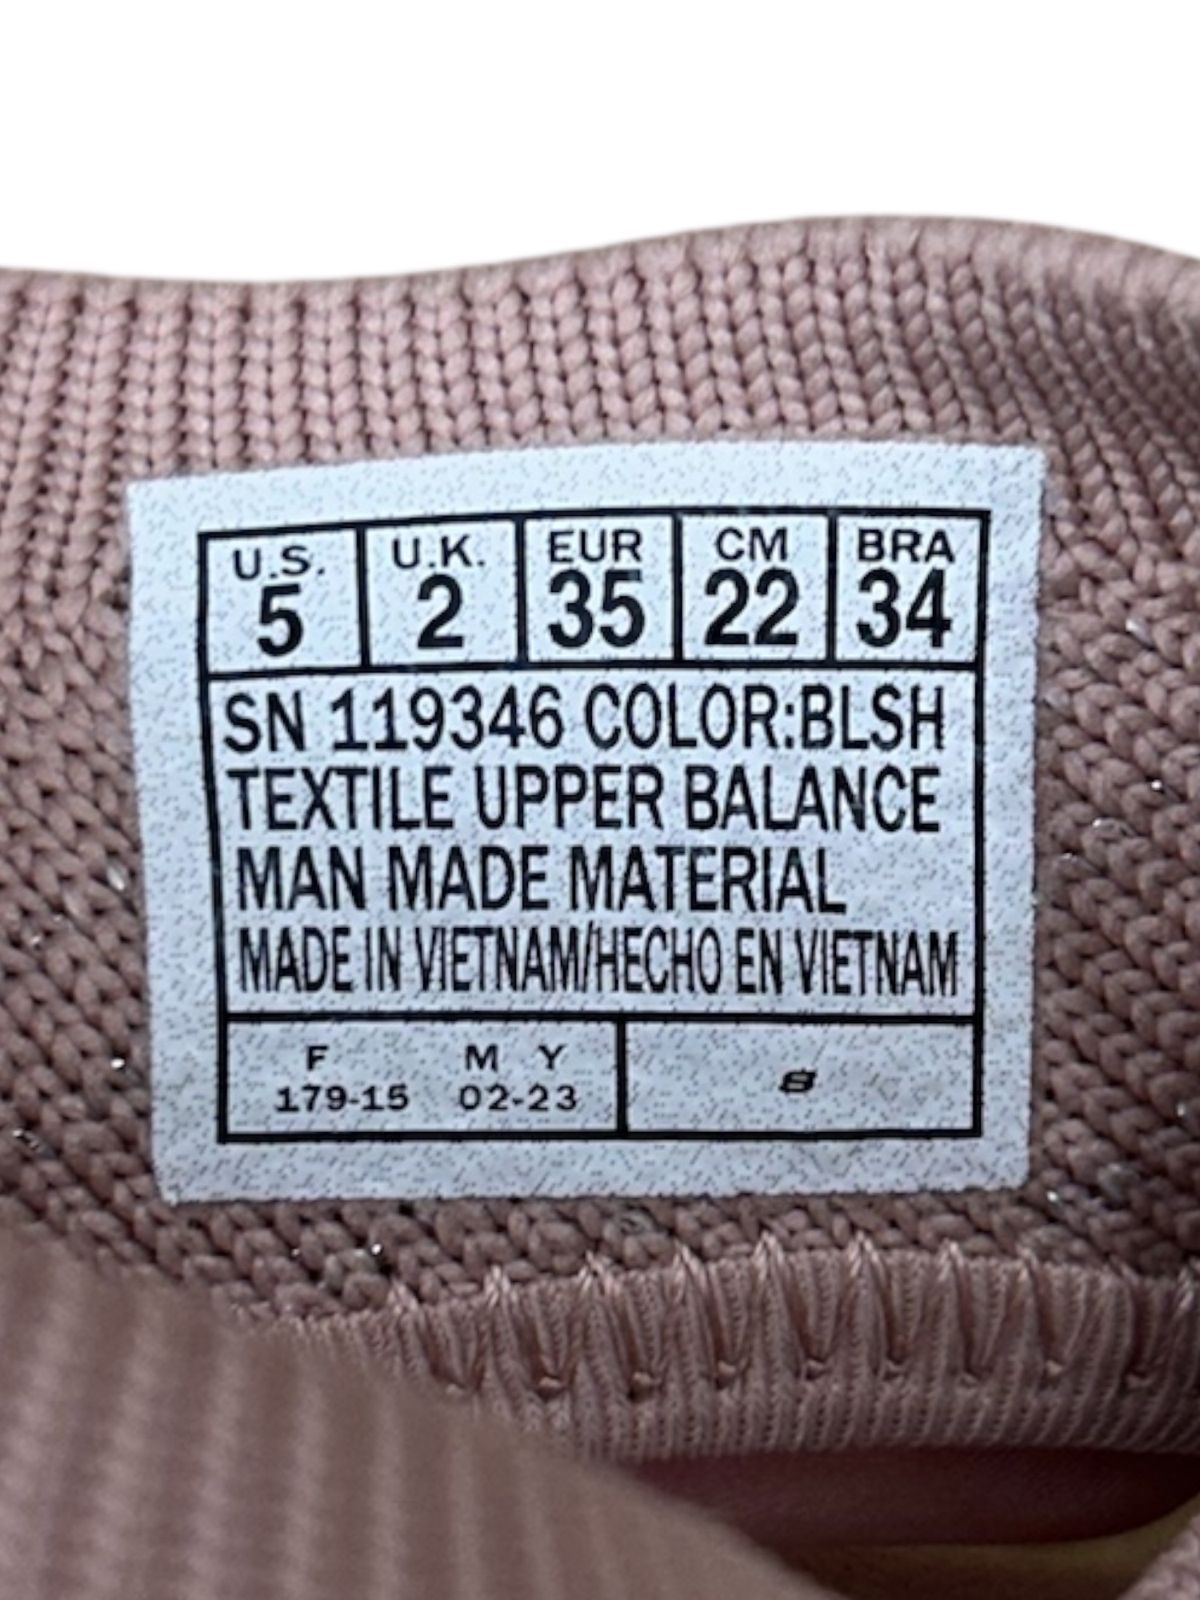 U.S. U.K. EUR CM BRA
5 2 35 22 34
SN 119346 COLOR:BLSH
TEXTILE UPPER BALANCE
MAN MADE MATERIAL
MADE IN VIETNAM/HECHO EN VIETNAM
F M Y
179-15 02-23 8